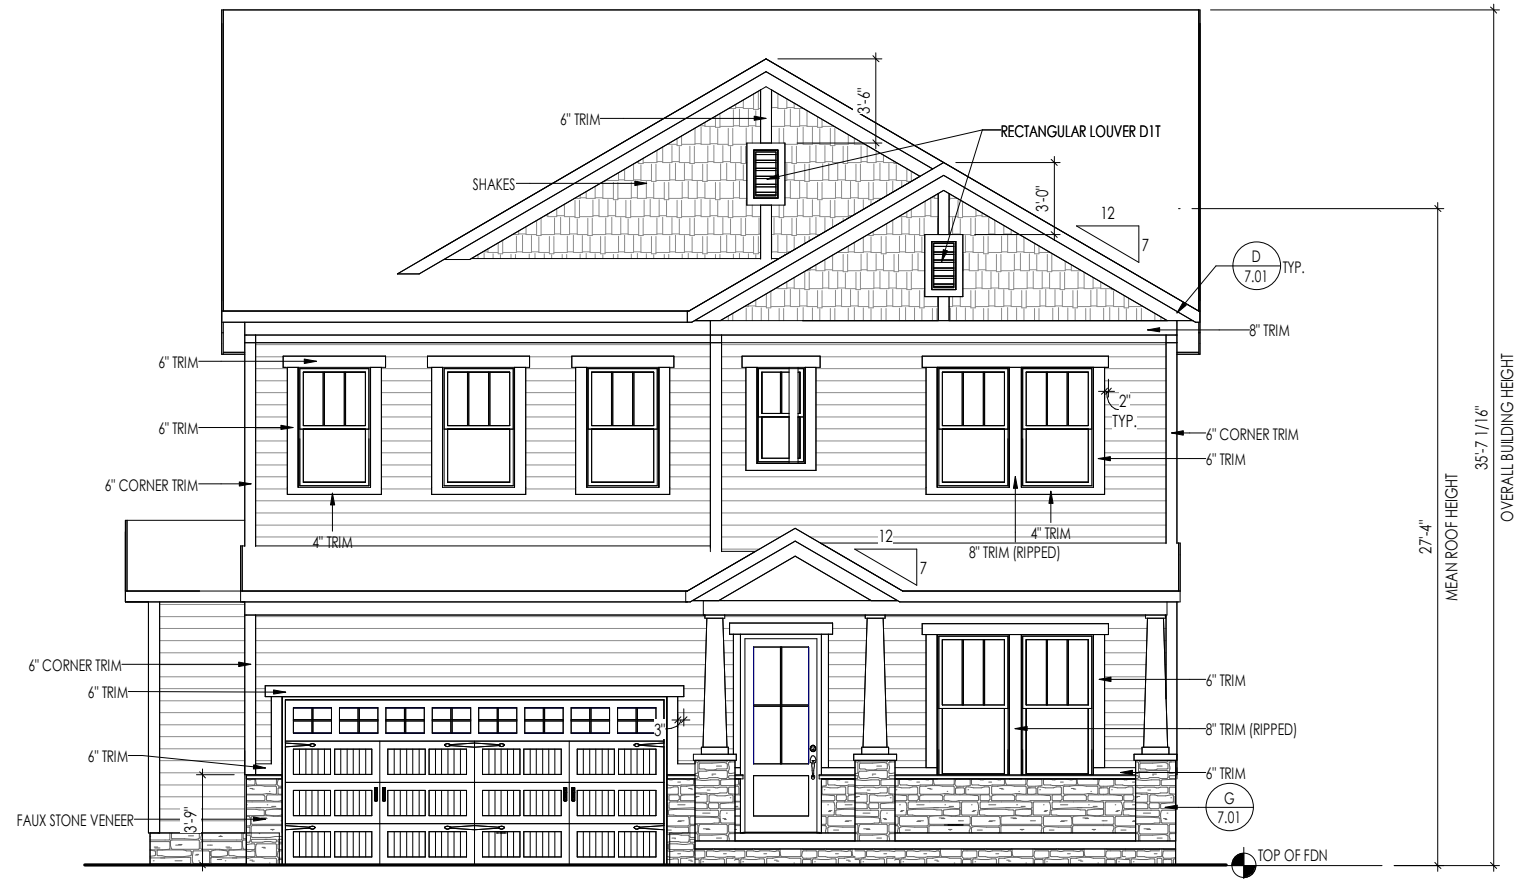 6" TRIM
3'-6"
RECTANGULAR LOUVER D1T
SHAKES
3'-0"
12
7
D
7.01
TYP.
8" TRIM
6" TRIM
2"
TYP.
6" TRIM
6" CORNER TRIM
6" TRIM
6" CORNER TRIM
4" TRIM
4" TRIM
8" TRIM (RIPPED)
12
7
35'-7 1/16"
OVERALL BUILDING HEIGHT
27'-4"
MEAN ROOF HEIGHT
6" CORNER TRIM
6" TRIM
6" TRIM
3"
8" TRIM (RIPPED)
6" TRIM
6" TRIM
G
7.01
3'-9"
FAUX STONE VENEER
TOP OF FDN